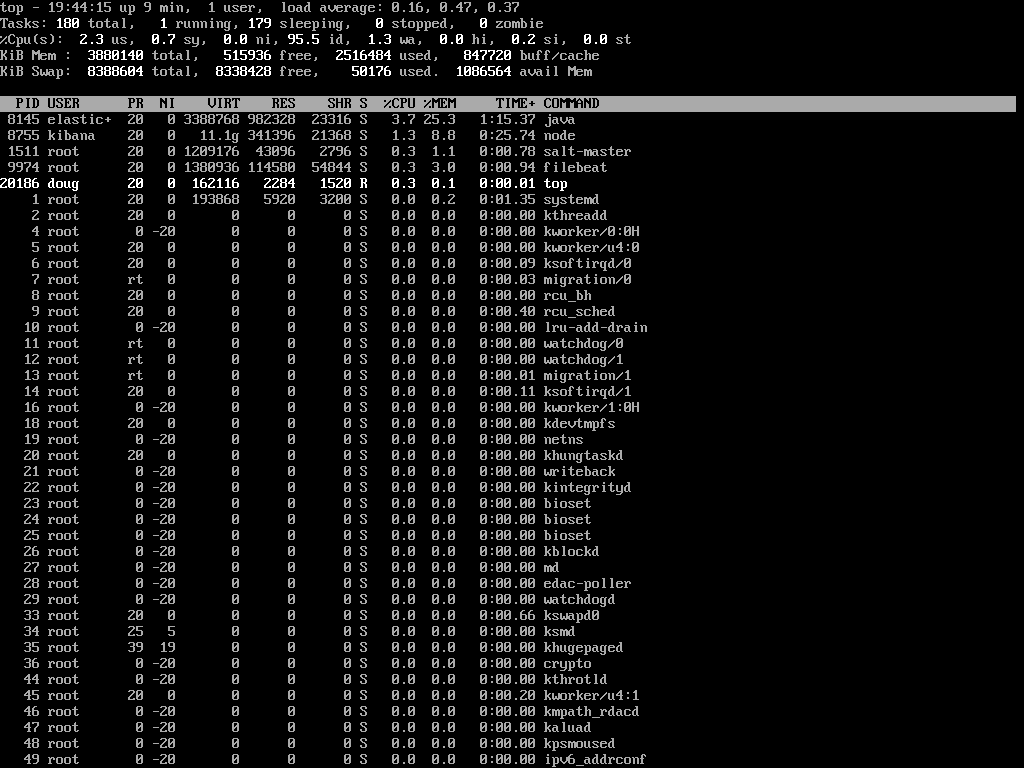 top - 19:44:15 up 9 min,  1 user,  load average: 0.16, 0.47, 0.37
Tasks: 180 total,   1 running, 179 sleeping,   0 stopped,   0 zombie
%Cpu(s):  2.3 us,  0.7 sy,  0.0 ni, 95.5 id,  1.3 wa,  0.0 hi,  0.2 si,  0.0 st
KiB Mem :  3880140 total,   515936 free,  2516484 used,   847720 buff/cache
KiB Swap:  8388604 total,  8338428 free,    50176 used.  1086564 avail Mem
  PID USER      PR  NI    VIRT    RES    SHR S  %CPU %MEM     TIME+ COMMAND
 8145 elastic+  20   0 3388768 982328  23316 S   3.7 25.3   1:15.37 java
 8755 kibana    20   0   11.1g 341396  21368 S   1.3  8.8   0:25.74 node
 1511 root      20   0 1209176  43096   2796 S   0.3  1.1   0:00.78 salt-master
 9974 root      20   0 1380936 114580  54844 S   0.3  3.0   0:00.94 filebeat
20186 doug      20   0  162116   2284   1520 R   0.3  0.1   0:00.01 top
    1 root      20   0  193868   5920   3200 S   0.0  0.2   0:01.35 systemd
    2 root      20   0       0      0      0 S   0.0  0.0   0:00.00 kthreadd
    4 root       0 -20       0      0      0 S   0.0  0.0   0:00.00 kworker/0:0H
    5 root      20   0       0      0      0 S   0.0  0.0   0:00.00 kworker/u4:0
    6 root      20   0       0      0      0 S   0.0  0.0   0:00.09 ksoftirqd/0
    7 root      rt   0       0      0      0 S   0.0  0.0   0:00.03 migration/0
    8 root      20   0       0      0      0 S   0.0  0.0   0:00.00 rcu_bh
    9 root      20   0       0      0      0 S   0.0  0.0   0:00.40 rcu_sched
   10 root       0 -20       0      0      0 S   0.0  0.0   0:00.00 lru-add-drain
   11 root      rt   0       0      0      0 S   0.0  0.0   0:00.00 watchdog/0
   12 root      rt   0       0      0      0 S   0.0  0.0   0:00.00 watchdog/1
   13 root      rt   0       0      0      0 S   0.0  0.0   0:00.01 migration/1
   14 root      20   0       0      0      0 S   0.0  0.0   0:00.11 ksoftirqd/1
   16 root       0 -20       0      0      0 S   0.0  0.0   0:00.00 kworker/1:0H
   18 root      20   0       0      0      0 S   0.0  0.0   0:00.00 kdevtmpfs
   19 root       0 -20       0      0      0 S   0.0  0.0   0:00.00 netns
   20 root      20   0       0      0      0 S   0.0  0.0   0:00.00 khungtaskd
   21 root       0 -20       0      0      0 S   0.0  0.0   0:00.00 writeback
   22 root       0 -20       0      0      0 S   0.0  0.0   0:00.00 kintegrityd
   23 root       0 -20       0      0      0 S   0.0  0.0   0:00.00 bioset
   24 root       0 -20       0      0      0 S   0.0  0.0   0:00.00 bioset
   25 root       0 -20       0      0      0 S   0.0  0.0   0:00.00 bioset
   26 root       0 -20       0      0      0 S   0.0  0.0   0:00.00 kblockd
   27 root       0 -20       0      0      0 S   0.0  0.0   0:00.00 md
   28 root       0 -20       0      0      0 S   0.0  0.0   0:00.00 edac-poller
   29 root       0 -20       0      0      0 S   0.0  0.0   0:00.00 watchdogd
   33 root      20   0       0      0      0 S   0.0  0.0   0:00.66 kswapd0
   34 root      25   5       0      0      0 S   0.0  0.0   0:00.00 ksmd
   35 root      39  19       0      0      0 S   0.0  0.0   0:00.00 khugepaged
   36 root       0 -20       0      0      0 S   0.0  0.0   0:00.00 crypto
   44 root       0 -20       0      0      0 S   0.0  0.0   0:00.00 kthrotld
   45 root      20   0       0      0      0 S   0.0  0.0   0:00.20 kworker/u4:1
   46 root       0 -20       0      0      0 S   0.0  0.0   0:00.00 kmpath_rdacd
   47 root       0 -20       0      0      0 S   0.0  0.0   0:00.00 kaluad
   48 root       0 -20       0      0      0 S   0.0  0.0   0:00.00 kpsmoused
   49 root       0 -20       0      0      0 S   0.0  0.0   0:00.00 ipv6_addrconf